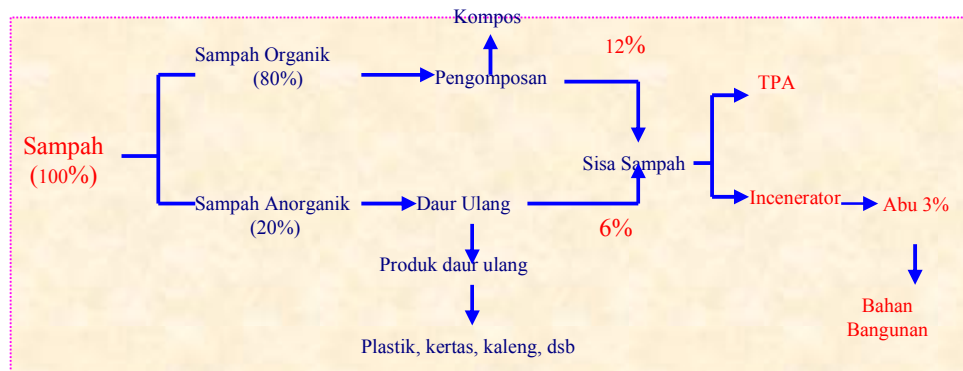 Kompos
12%
Sampah Organik
(80%)
Pengomposan
TPA
Sampah
(100%)
Sisa Sampah
Sampah Anorganik
(20%)
Daur Ulang
6%
Incenerator
Abu 3%
Produk daur ulang
Bahan
Bangunan
Plastik, kertas, kaleng, dsb